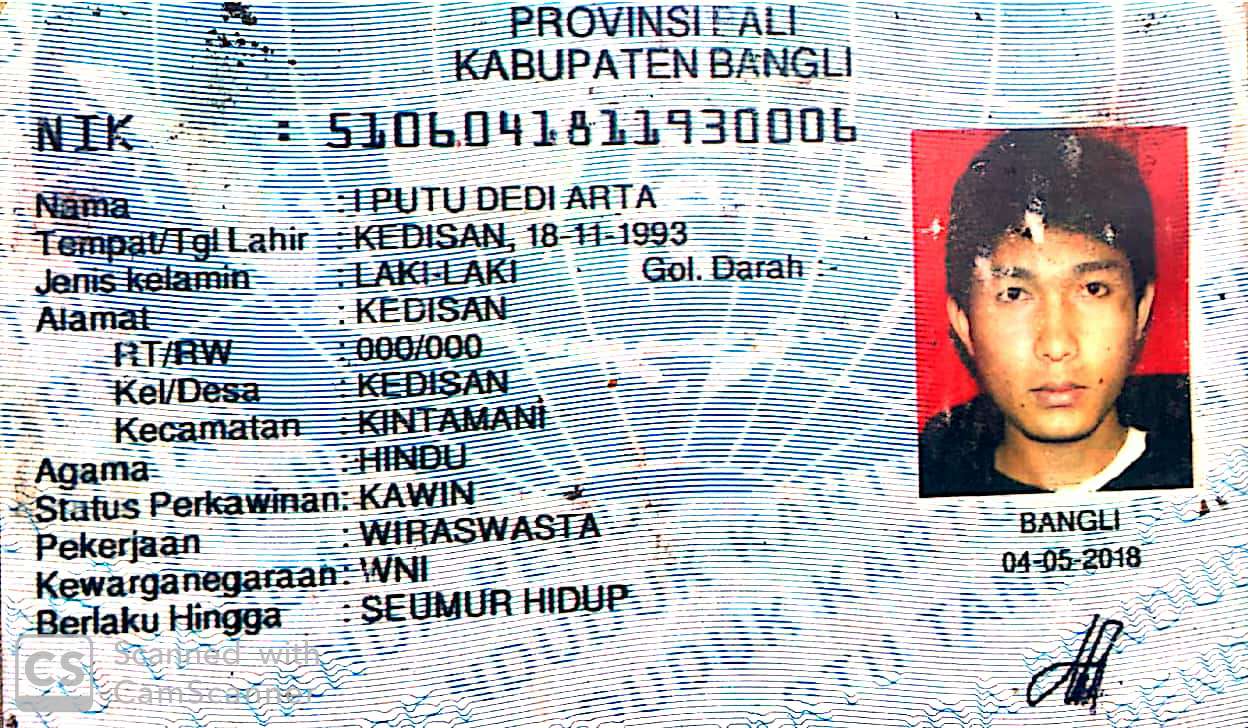 PROVINSI BALI
KABUPATEN BANGLI
NIK : 5106041811930006
Nama : I PUTU DEDI ARTA
Tempat/Tgl Lahir : KEDISAN, 18-11-1993
Jenis kelamin : LAKI-LAKI Gol. Darah : -
Alamat : KEDISAN
RT/RW : 000/000
Kel/Desa : KEDISAN
Kecamatan : KINTAMANI
Agama : HINDU
Status Perkawinan: KAWIN
Pekerjaan : WIRASWASTA
Kewarganegaraan: WNI
Berlaku Hingga : SEUMUR HIDUP
BANGLI
04-05-2018
CS Scanned with
CamScanner